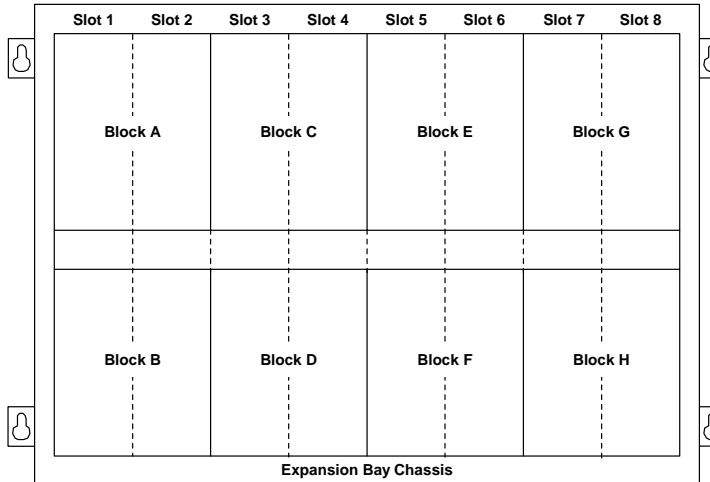 Slot 1 Slot 2 Slot 3 Slot 4 Slot 5 Slot 6 Slot 7 Slot 8
Block A Block C Block E Block G
Block B Block D Block F Block H
Expansion Bay Chassis